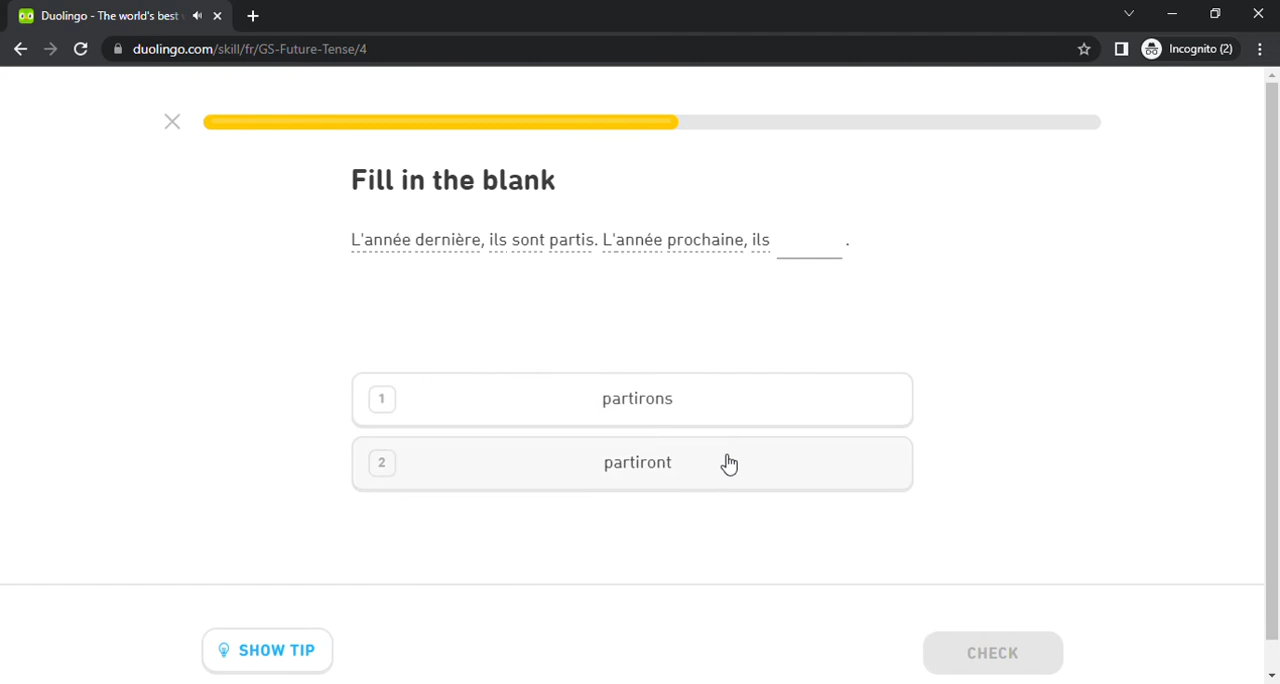 Duolingo - The world's best
duolingo.com/skill/fr/GS-Future-Tense/4
Incognito (2)
Fill in the blank
L'année dernière, ils sont partis. L'année prochaine, ils ______ .
1 partirons
2 partiront
SHOW TIP
CHECK